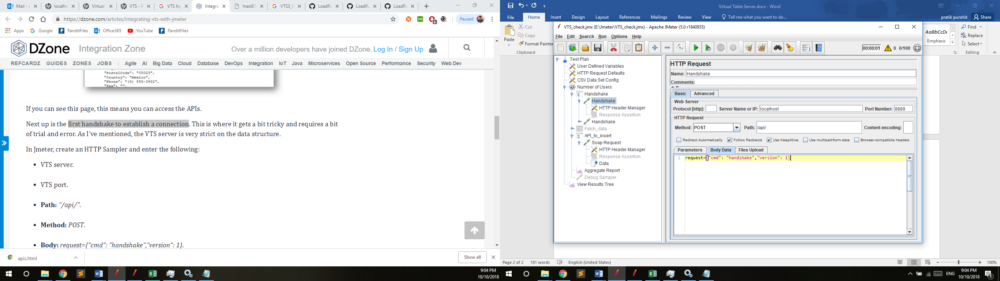 Mail - p
localho
Virtual
VTS - P
VTS hp
Integra
Inast01
VTS3_C
LoadRu
LoadRu
LoadRu
https://dzone.com/articles/integrating-vts-with-jmeter
6
Paused
Apps
Google
PanditFiles
Office365
YouTube
PanditFiles
DZone
Integration Zone
Over a million developers have joined DZone. Log In / Sign Up
REFCARDZ GUIDES ZONES JOBS | Agile AI Big Data Cloud Database DevOps Integration IoT Java Microservices Open Source Performance Security Web Dev
"PostalCode": "05023",
"Country": "Mexico",
"Phone": "(5) 555-3932",
"Fax": "",
If you can see this page, this means you can access the APIs.
Next up is the first handshake to establish a connection. This is where it gets a bit tricky and requires a bit
of trial and error. As I've mentioned, the VTS server is very strict on the data structure.
In Jmeter, create an HTTP Sampler and enter the following:
• VTS server.
• VTS port.
• Path: "/api/".
• Method: POST.
• Body: request={"cmd": "handshake","version": 1}.
apis.html
Show all
9:04 PM
10/10/2018
Virtual Table Server.docx - Word
File Home Insert Design Layout References Mailings Review View Tell me what you want to do...
pratik purohit Share
Paste
Cut
Copy
Format Painter
Clipboard
AaBbCcDı
Emphasis
Find
Replace
Select
Editing
VTS_check.jmx (E:\Jmeter\VTS_check.jmx) - Apache JMeter (5.0 r1840935)
File Edit Search Run Options Help
00:00:01 0 0/100
Test Plan
User Defined Variables
HTTP Request Defaults
CSV Data Set Config
Number of Users
Handshake
Handshake
HTTP Header Manager
Response Assertion
Handshake
Fetch_data
API_to_insert
Soap Request
HTTP Header Manager
Response Assertion
Data
Aggregate Report
Debug Sampler
View Results Tree
HTTP Request
Name: Handshake
Comments:
Basic Advanced
Web Server
Protocol [http]: Server Name or IP: localhost Port Number: 8889
HTTP Request
Method: POST Path: /api/ Content encoding:
Redirect Automatically Follow Redirects Use KeepAlive Use multipart/form-data Browser-compatible headers
Parameters Body Data Files Upload
1 request={"cmd": "handshake","version": 1}
Page 2 of 2 181 words English (United States)
100%
ENG
9:04 PM
10/10/2018
1